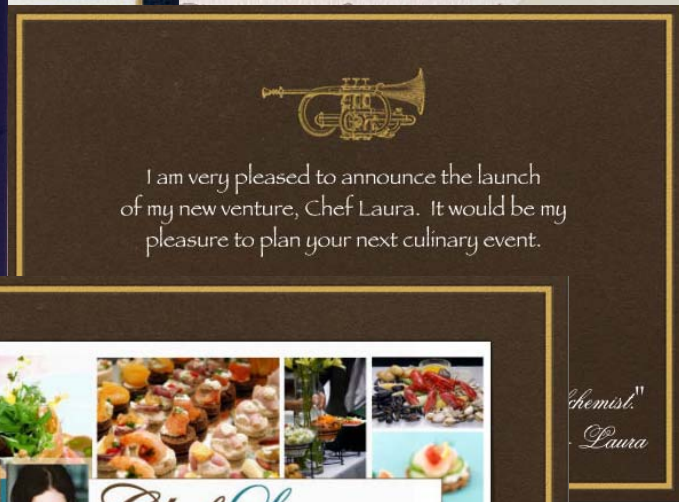 I am very pleased to announce the launch
of my new venture, Chef Laura. It would be my
pleasure to plan your next culinary event.
- Laura